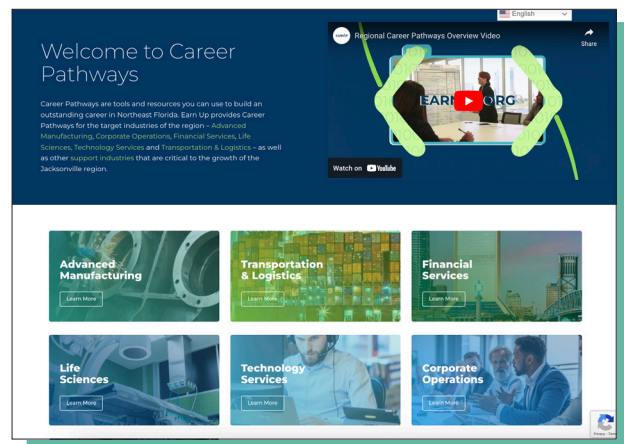 English
Welcome to Career
Pathways
Career Pathways are tools and resources you can use to build an
outstanding career in Northeast Florida. Earn Up provides Career
Pathways for the target industries of the region – Advanced
Manufacturing, Corporate Operations, Financial Services, Life
Sciences, Technology Services and Transportation & Logistics – as well
as other support industries that are critical to the growth of the
Jacksonville region.
Regional Career Pathways Overview Video
Share
EARN
ORG
Watch on YouTube
Advanced
Manufacturing
Learn More
Transportation
& Logistics
Learn More
Financial
Services
Learn More
Life
Sciences
Learn More
Technology
Services
Learn More
Corporate
Operations
Learn More
Privacy - Terms